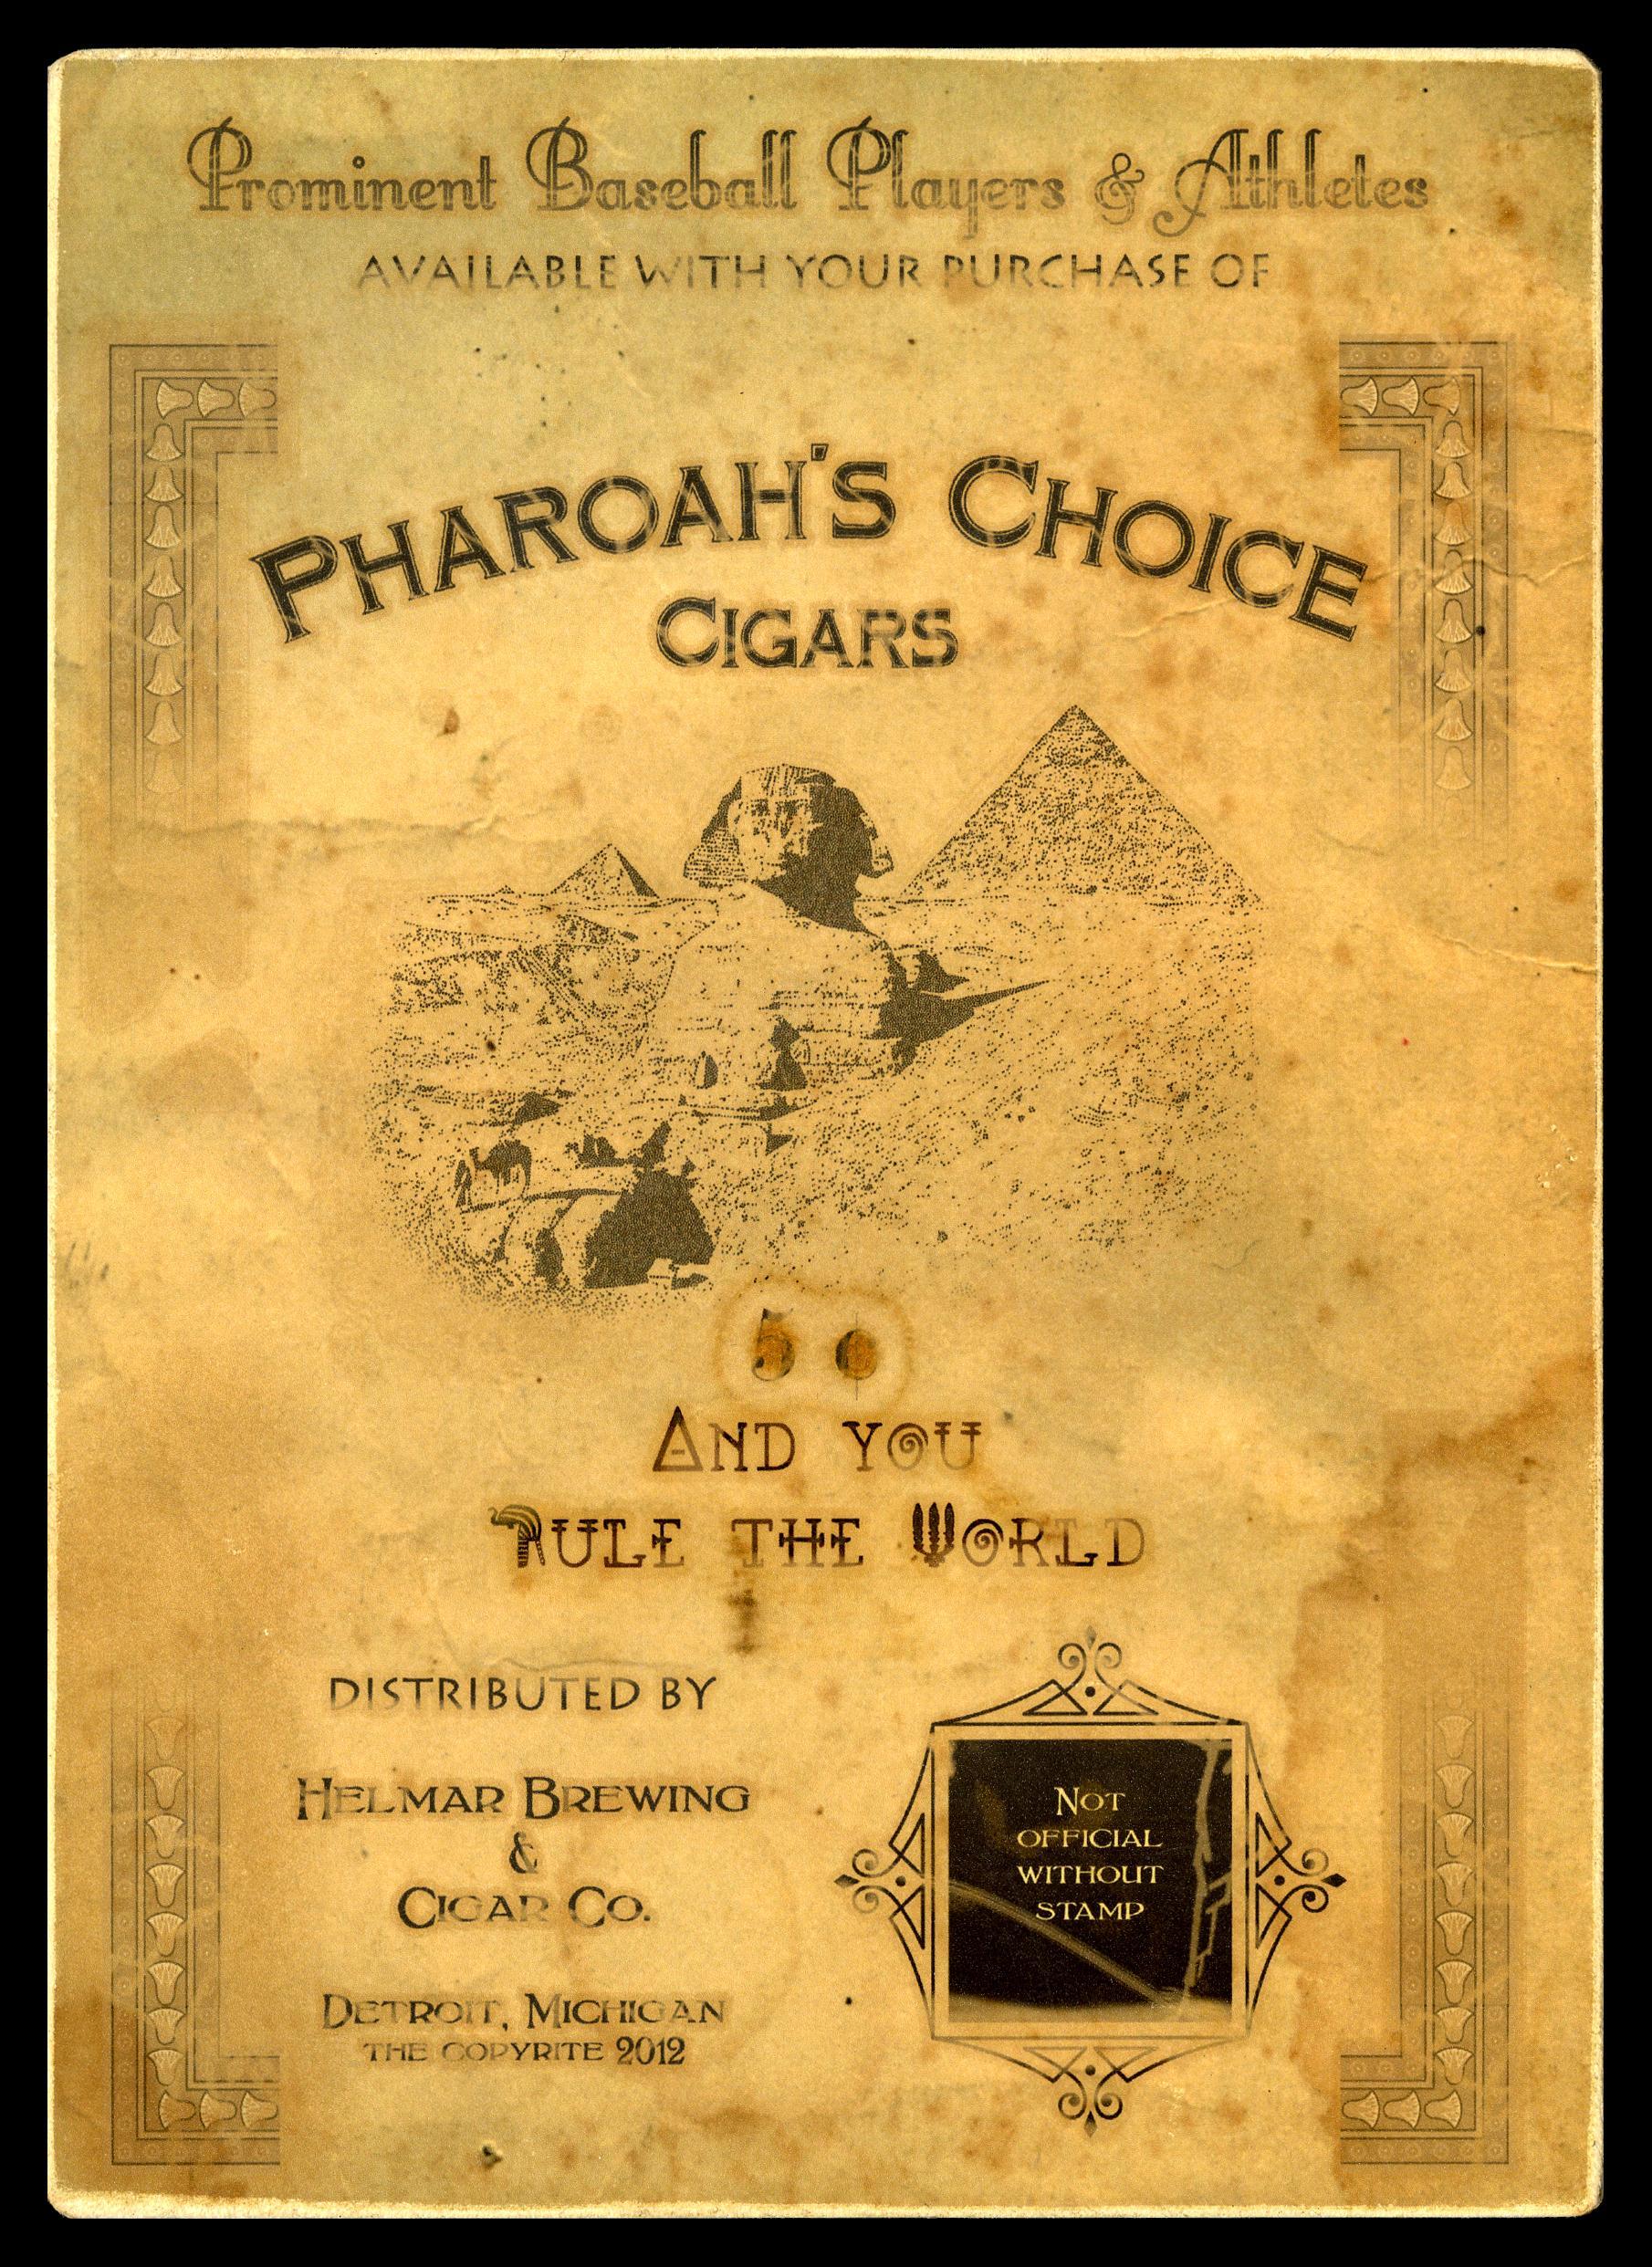 Prominent Baseball Players & Athletes
AVAILABLE WITH YOUR PURCHASE OF
PHAROAH'S CHOICE
CIGARS
5 ¢
AND YOU
RULE THE WORLD
DISTRIBUTED BY
HELMAR BREWING
&
CIGAR CO.
DETROIT, MICHIGAN
THE COPYRITE 2012
NOT
OFFICIAL
WITHOUT
STAMP